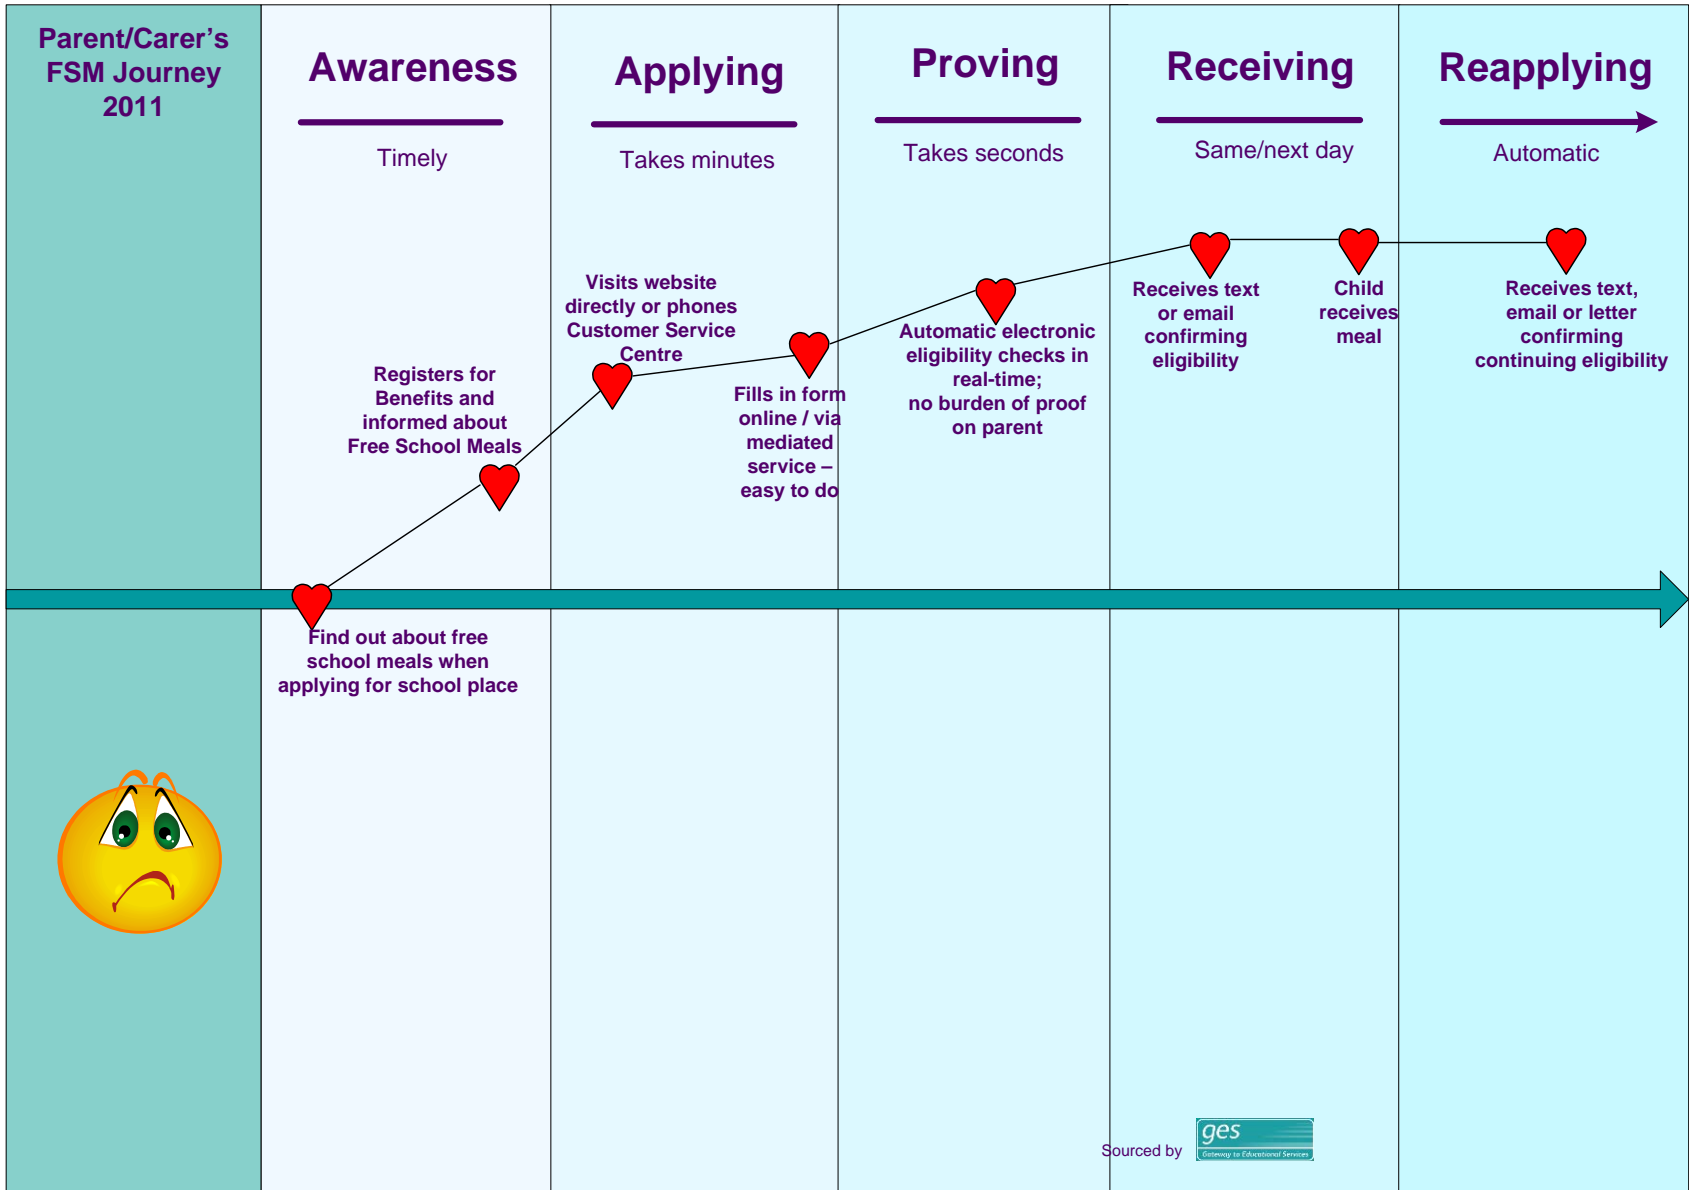 Parent/Carer’s
FSM Journey
2011
Awareness
Timely
Applying
Takes minutes
Proving
Takes seconds
Receiving
Same/next day
Reapplying
Automatic
Find out about free
school meals when
applying for school place
Registers for
Benefits and
informed about
Free School Meals
Visits website
directly or phones
Customer Service
Centre
Fills in form
online / via
mediated
service –
easy to do
Automatic electronic
eligibility checks in
real-time;
no burden of proof
on parent
Receives text
or email
confirming
eligibility
Child
receives
meal
Receives text,
email or letter
confirming
continuing eligibility
Sourced by
ges
Gateway to Educational Services